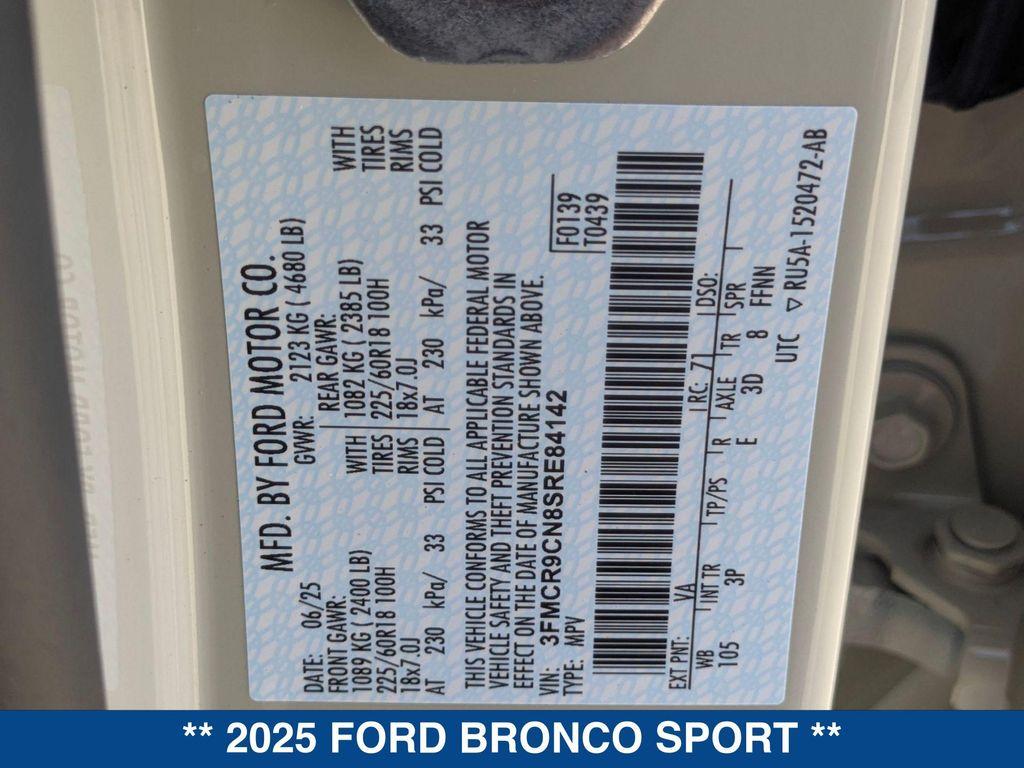 MFD. BY FORD MOTOR CO.
DATE: 06/25 GWR: 2123 KG ( 4680 LB)
FRONT GAWR: REAR GAWR:
1089 KG ( 2400 LB) WITH 1082 KG ( 2385 LB) WITH
225/60R18 100H TIRES 225/60R18 100H TIRES
18x7.0J RIMS 18x7.0J RIMS
AT 230 kPa/ 33 PSI COLD AT 230 kPa/ 33 PSI COLD
THIS VEHICLE CONFORMS TO ALL APPLICABLE FEDERAL MOTOR
VEHICLE SAFETY AND THEFT PREVENTION STANDARDS IN
EFFECT ON THE DATE OF MANUFACTURE SHOWN ABOVE.
VIN: 3FMCR9CN8SRE84142 F0139
TYPE: MPV T0439
EXT PNT: VA RC: 71 DSO:
WB INT TR TP/PS R AXLE TR SPR
105 3P E 3D 8 FFNN
UTC ▽ RU5A-1520472-AB
** 2025 FORD BRONCO SPORT **